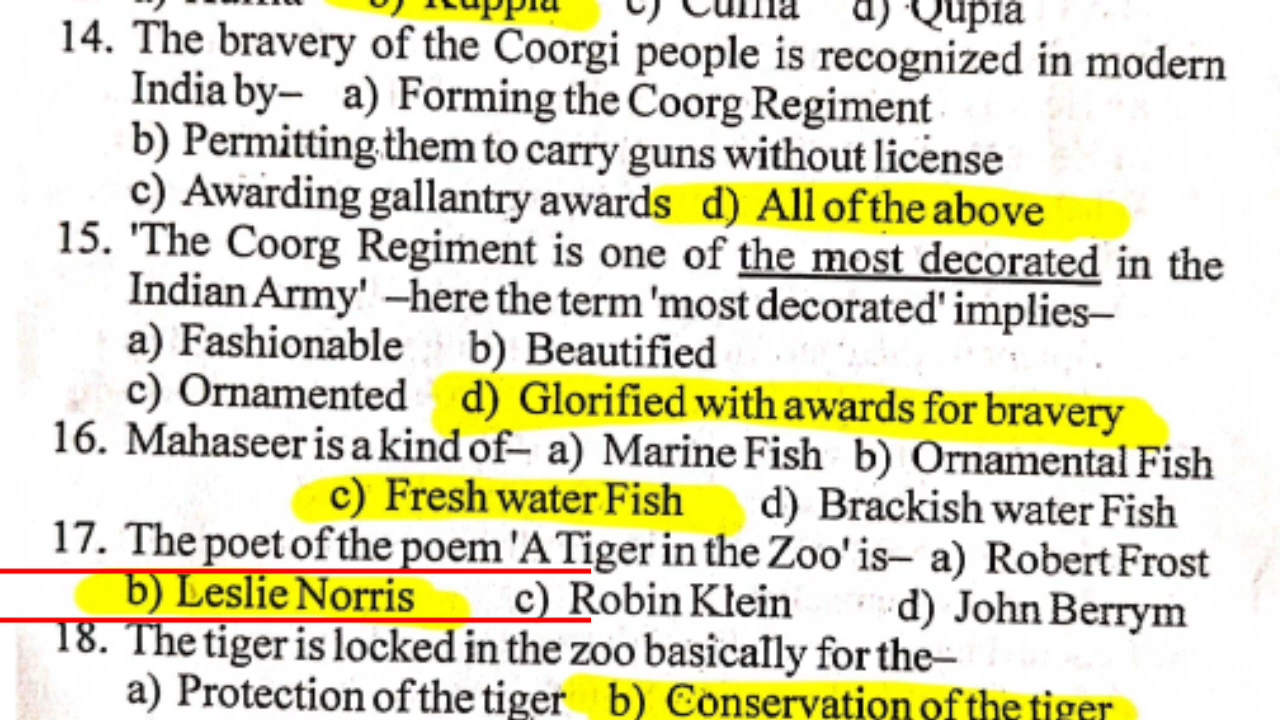 b) Kuppia c) Cuffia d) Qupia
14. The bravery of the Coorgi people is recognized in modern
India by– a) Forming the Coorg Regiment
b) Permitting them to carry guns without license
c) Awarding gallantry awards d) All of the above
15. 'The Coorg Regiment is one of the most decorated in the
Indian Army' –here the term 'most decorated' implies–
a) Fashionable b) Beautified
c) Ornamented d) Glorified with awards for bravery
16. Mahaseer is a kind of– a) Marine Fish b) Ornamental Fish
c) Fresh water Fish d) Brackish water Fish
17. The poet of the poem 'A Tiger in the Zoo' is– a) Robert Frost
b) Leslie Norris c) Robin Klein d) John Berrym
18. The tiger is locked in the zoo basically for the–
a) Protection of the tiger b) Conservation of the tiger